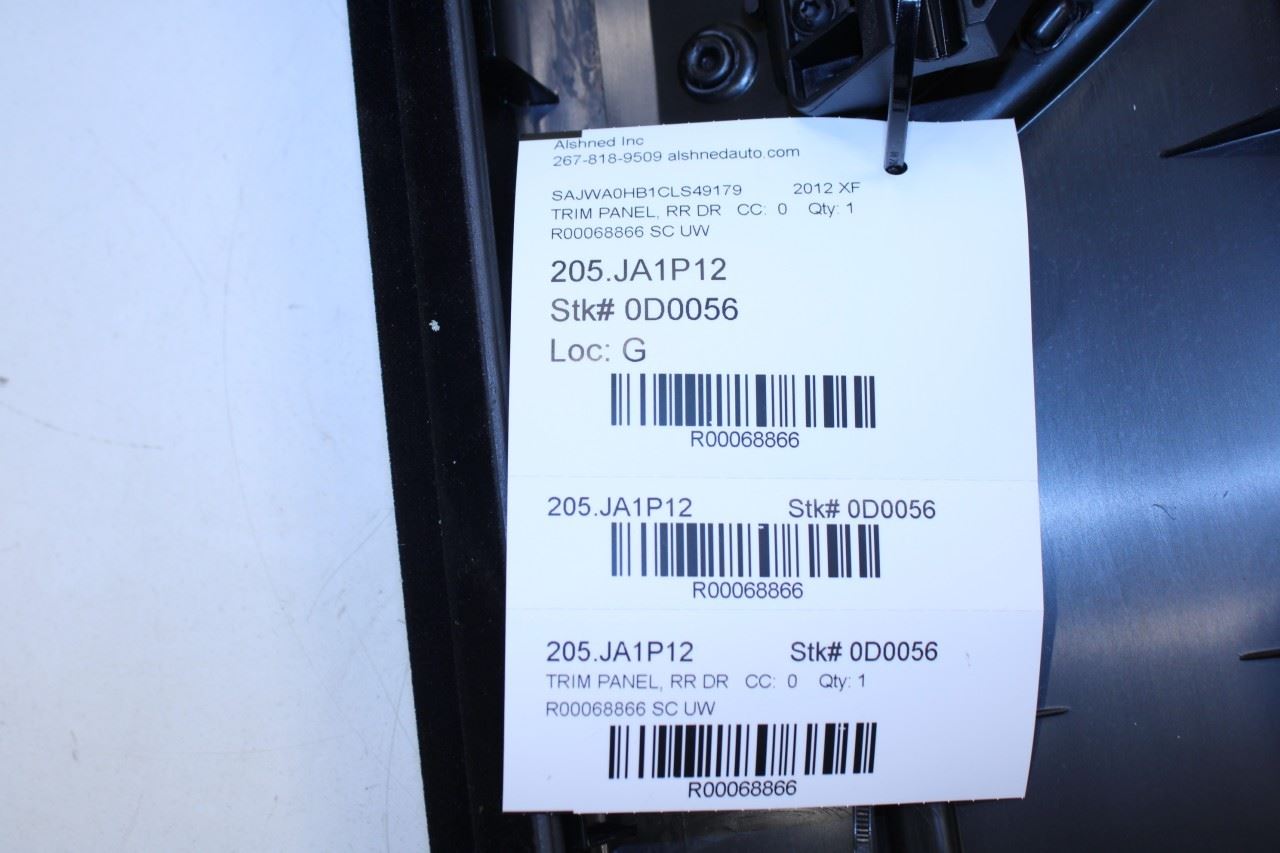 Alshned Inc
267-818-9509 alshnedauto.com
SAJWA0HB1CLS49179 2012 XF
TRIM PANEL, RR DR CC: 0 Qty: 1
R00068866 SC UW
205.JA1P12
Stk# 0D0056
Loc: G
R00068866
205.JA1P12 Stk# 0D0056
R00068866
205.JA1P12 Stk# 0D0056
TRIM PANEL, RR DR CC: 0 Qty: 1
R00068866 SC UW
R00068866